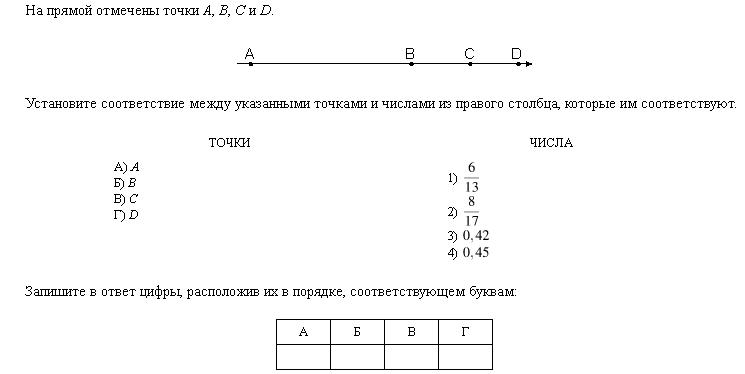 На прямой отмечены точки A, B, C и D.
A B C D
Установите соответствие между указанными точками и числами из правого столбца, которые им соответствуют.
ТОЧКИ ЧИСЛА
А) A
Б) B
В) C
Г) D
1) 6/13
2) 8/17
3) 0,42
4) 0,45
Запишите в ответ цифры, расположив их в порядке, соответствующем буквам:
А Б В Г